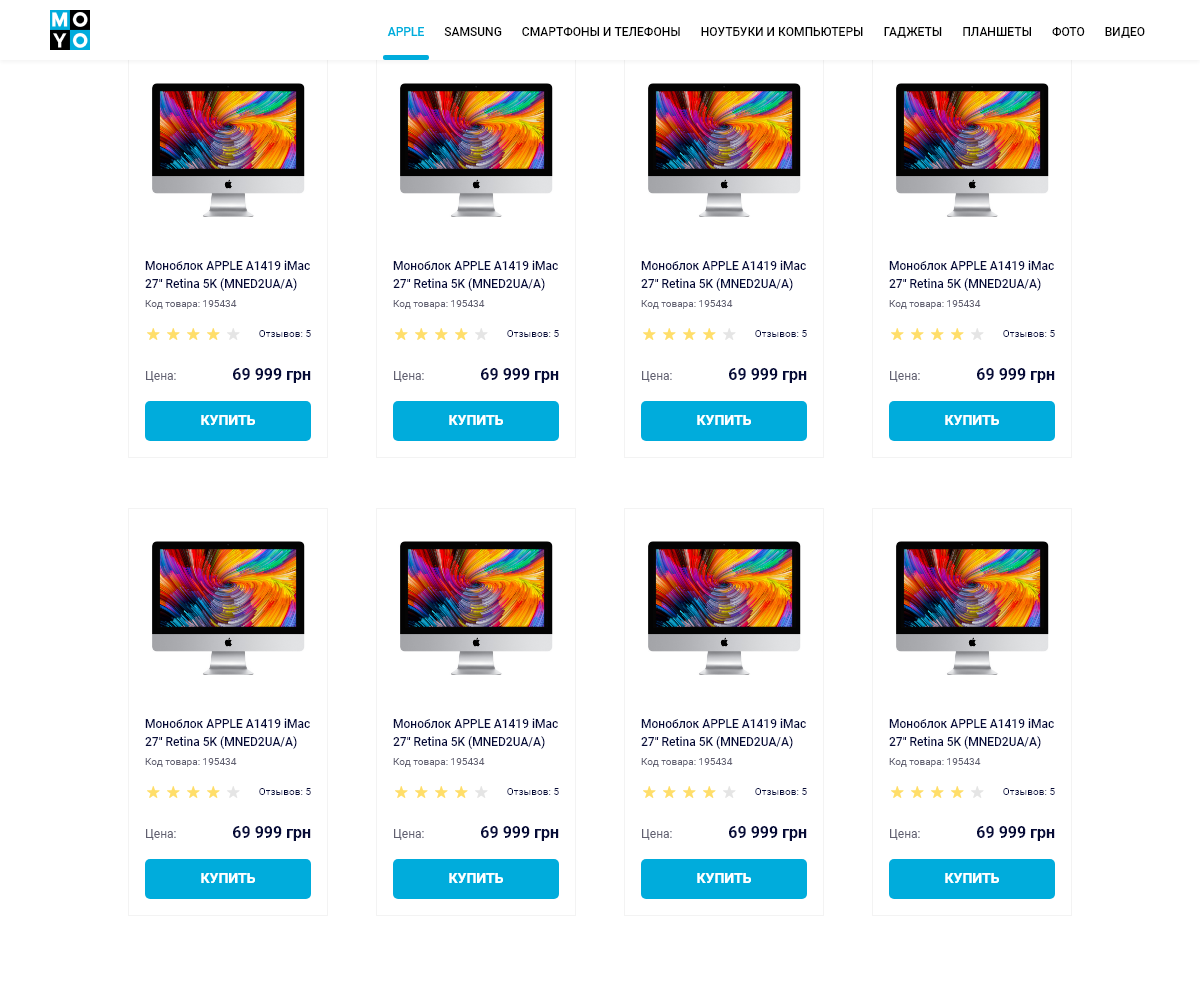 MO
YO
APPLE SAMSUNG СМАРТФОНЫ И ТЕЛЕФОНЫ НОУТБУКИ И КОМПЬЮТЕРЫ ГАДЖЕТЫ ПЛАНШЕТЫ ФОТО ВИДЕО
Моноблок APPLE A1419 iMac
27" Retina 5K (MNED2UA/A)
Код товара: 195434
Отзывов: 5
Цена: 69 999 грн
КУПИТЬ
Моноблок APPLE A1419 iMac
27" Retina 5K (MNED2UA/A)
Код товара: 195434
Отзывов: 5
Цена: 69 999 грн
КУПИТЬ
Моноблок APPLE A1419 iMac
27" Retina 5K (MNED2UA/A)
Код товара: 195434
Отзывов: 5
Цена: 69 999 грн
КУПИТЬ
Моноблок APPLE A1419 iMac
27" Retina 5K (MNED2UA/A)
Код товара: 195434
Отзывов: 5
Цена: 69 999 грн
КУПИТЬ
Моноблок APPLE A1419 iMac
27" Retina 5K (MNED2UA/A)
Код товара: 195434
Отзывов: 5
Цена: 69 999 грн
КУПИТЬ
Моноблок APPLE A1419 iMac
27" Retina 5K (MNED2UA/A)
Код товара: 195434
Отзывов: 5
Цена: 69 999 грн
КУПИТЬ
Моноблок APPLE A1419 iMac
27" Retina 5K (MNED2UA/A)
Код товара: 195434
Отзывов: 5
Цена: 69 999 грн
КУПИТЬ
Моноблок APPLE A1419 iMac
27" Retina 5K (MNED2UA/A)
Код товара: 195434
Отзывов: 5
Цена: 69 999 грн
КУПИТЬ